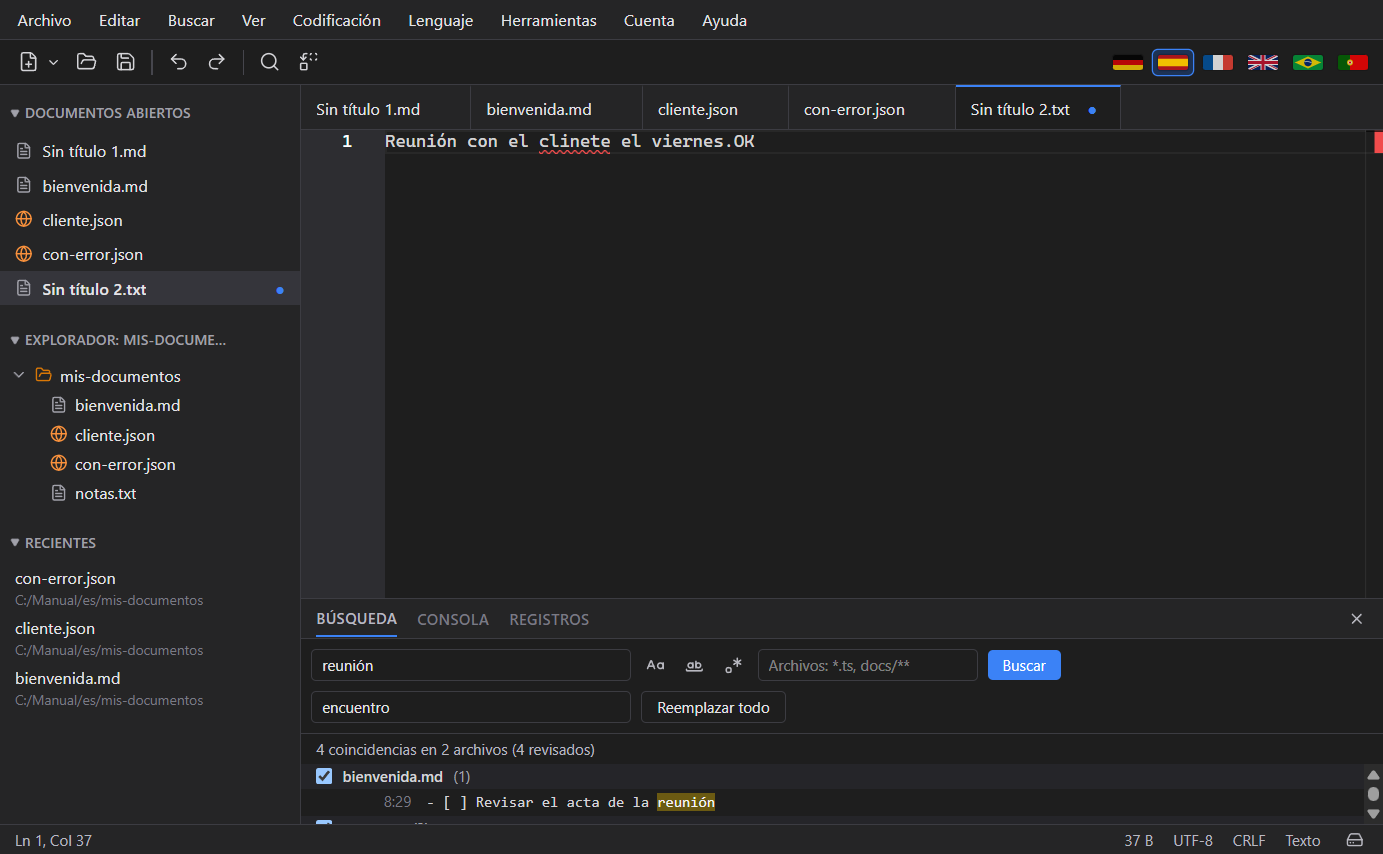 Archivo Editar Buscar Ver Codificación Lenguaje Herramientas Cuenta Ayuda
DOCUMENTOS ABIERTOS
Sin título 1.md
bienvenida.md
cliente.json
con-error.json
Sin título 2.txt
EXPLORADOR: MIS-DOCUME...
mis-documentos
bienvenida.md
cliente.json
con-error.json
notas.txt
RECIENTES
con-error.json
C:/Manual/es/mis-documentos
cliente.json
C:/Manual/es/mis-documentos
bienvenida.md
C:/Manual/es/mis-documentos
Sin título 1.md bienvenida.md cliente.json con-error.json Sin título 2.txt
1 Reunión con el clinete el viernes.OK
BÚSQUEDA CONSOLA REGISTROS
reunión Aa ab .* Archivos: *.ts, docs/** Buscar
encuentro Reemplazar todo
4 coincidencias en 2 archivos (4 revisados)
bienvenida.md (1)
8:29 - [ ] Revisar el acta de la reunión
Ln 1, Col 37 37 B UTF-8 CRLF Texto